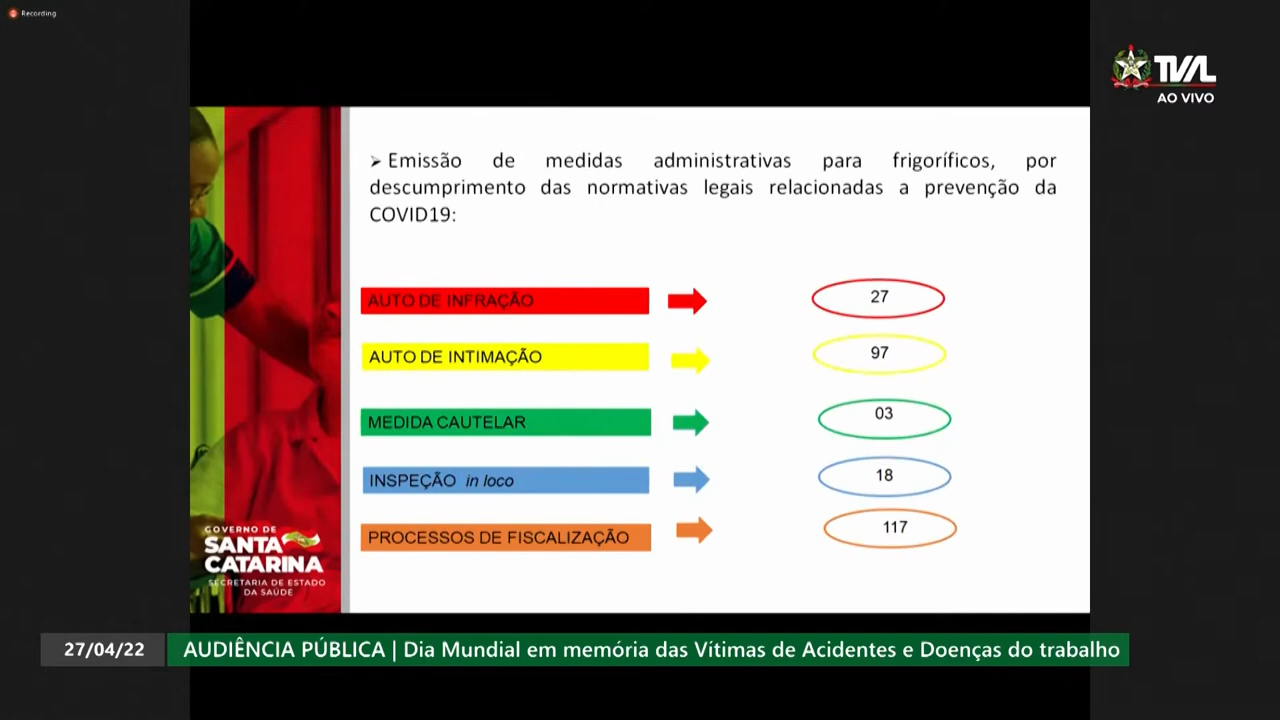 Recording
TVAL
AO VIVO
➢ Emissão de medidas administrativas para frigoríficos, por
descumprimento das normativas legais relacionadas a prevenção da
COVID19:
AUTO DE INFRAÇÃO
27
AUTO DE INTIMAÇÃO
97
MEDIDA CAUTELAR
03
INSPEÇÃO in loco
18
PROCESSOS DE FISCALIZAÇÃO
117
GOVERNO DE
SANTA
CATARINA
SECRETARIA DE ESTADO
DA SAÚDE
27/04/22
AUDIÊNCIA PÚBLICA | Dia Mundial em memória das Vítimas de Acidentes e Doenças do trabalho